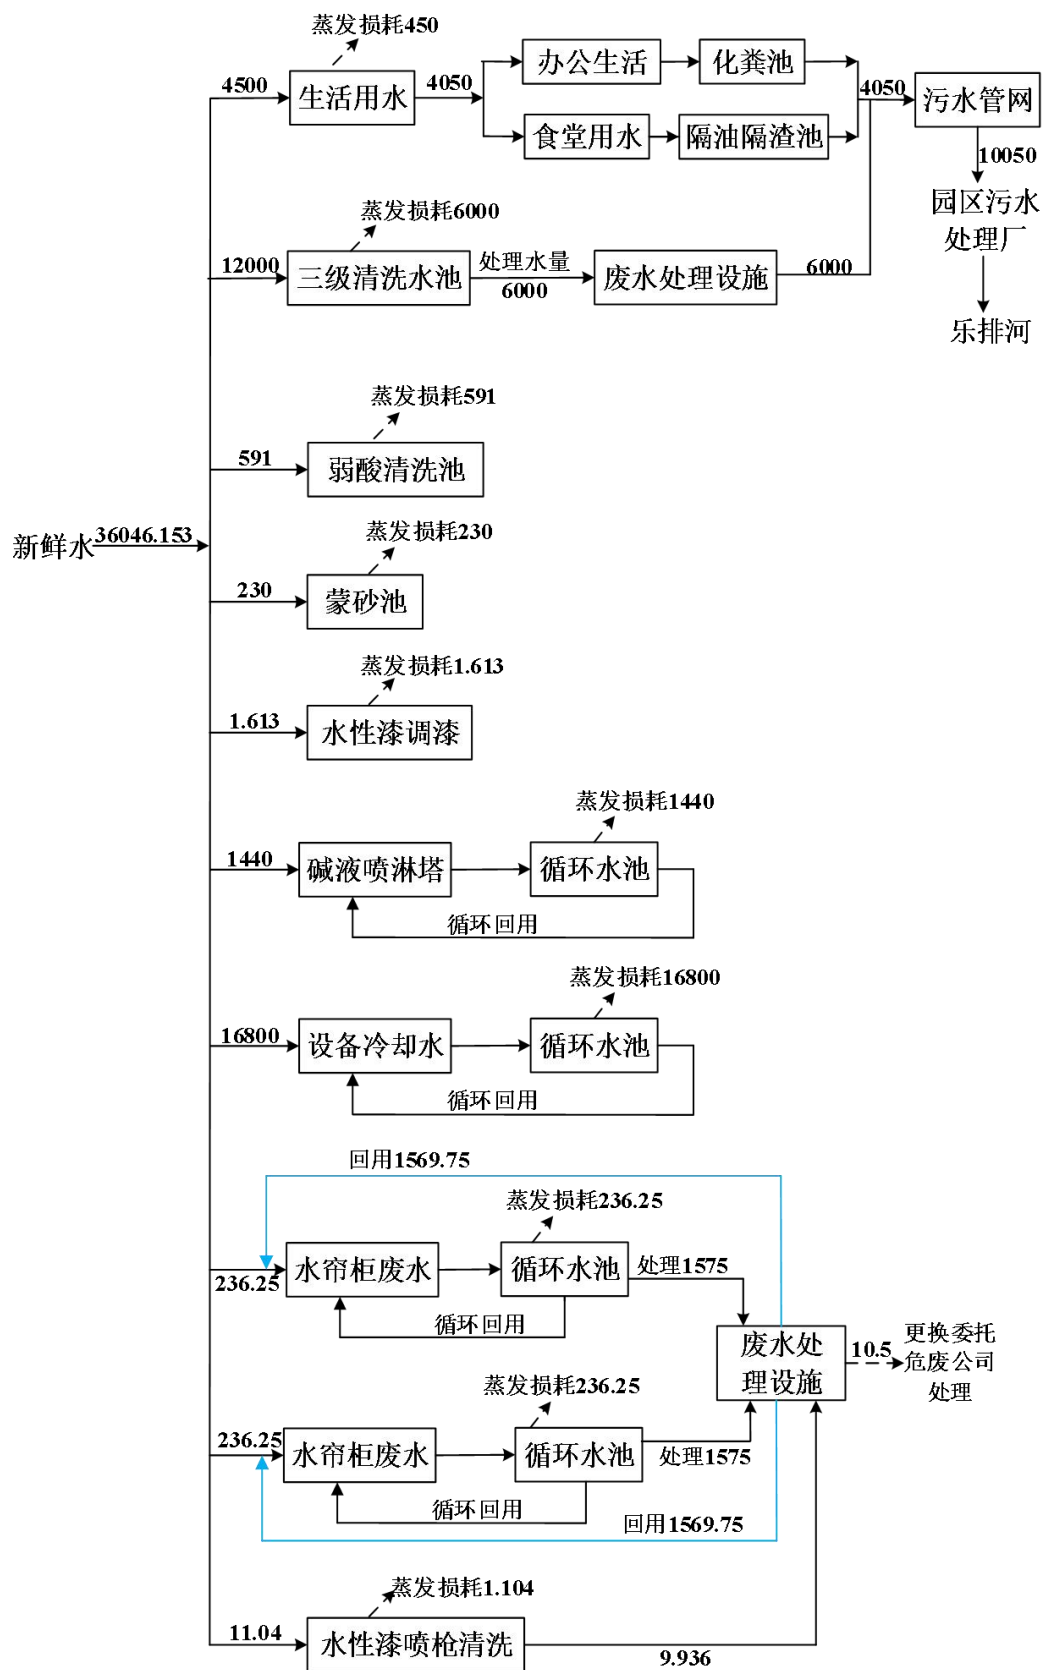 蒸发损耗450
4500
生活用水
4050
办公生活
化粪池
食堂用水
隔油隔渣池
4050
污水管网
10050
园区污水
处理厂
乐排河
蒸发损耗6000
12000
三级清洗水池
处理水量
6000
废水处理设施
6000
蒸发损耗591
591
弱酸清洗池
新鲜水
36046.153
蒸发损耗230
230
蒙砂池
蒸发损耗1.613
1.613
水性漆调漆
蒸发损耗1440
1440
碱液喷淋塔
循环水池
循环回用
蒸发损耗16800
16800
设备冷却水
循环水池
循环回用
回用1569.75
蒸发损耗236.25
236.25
水帘柜废水
循环水池
处理1575
循环回用
废水处
理设施
10.5
更换委托
危废公司
处理
蒸发损耗236.25
236.25
水帘柜废水
循环水池
处理1575
循环回用
回用1569.75
蒸发损耗1.104
11.04
水性漆喷枪清洗
9.936